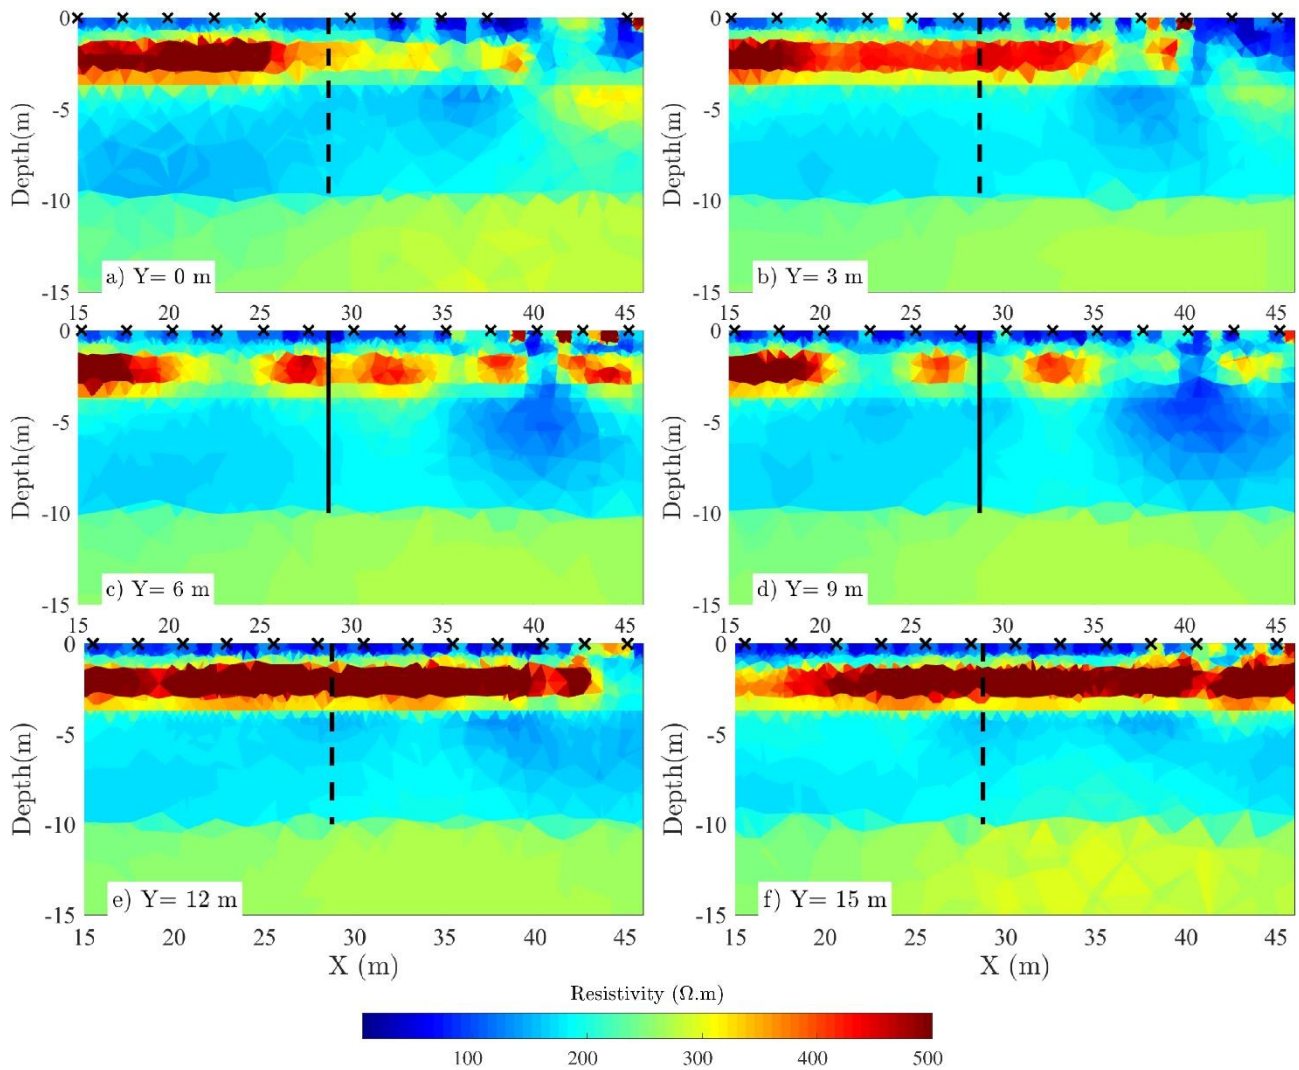 0
-5
-10
-15
Depth(m)
a) Y= 0 m
15 20 25 30 35 40 45
0
-5
-10
-15
Depth(m)
b) Y= 3 m
15 20 25 30 35 40 45
0
-5
-10
-15
Depth(m)
c) Y= 6 m
15 20 25 30 35 40 45
0
-5
-10
-15
Depth(m)
d) Y= 9 m
15 20 25 30 35 40 45
0
-5
-10
-15
Depth(m)
e) Y= 12 m
15 20 25 30 35 40 45
X (m)
0
-5
-10
-15
Depth(m)
f) Y= 15 m
15 20 25 30 35 40 45
X (m)
Resistivity (Ω.m)
100 200 300 400 500